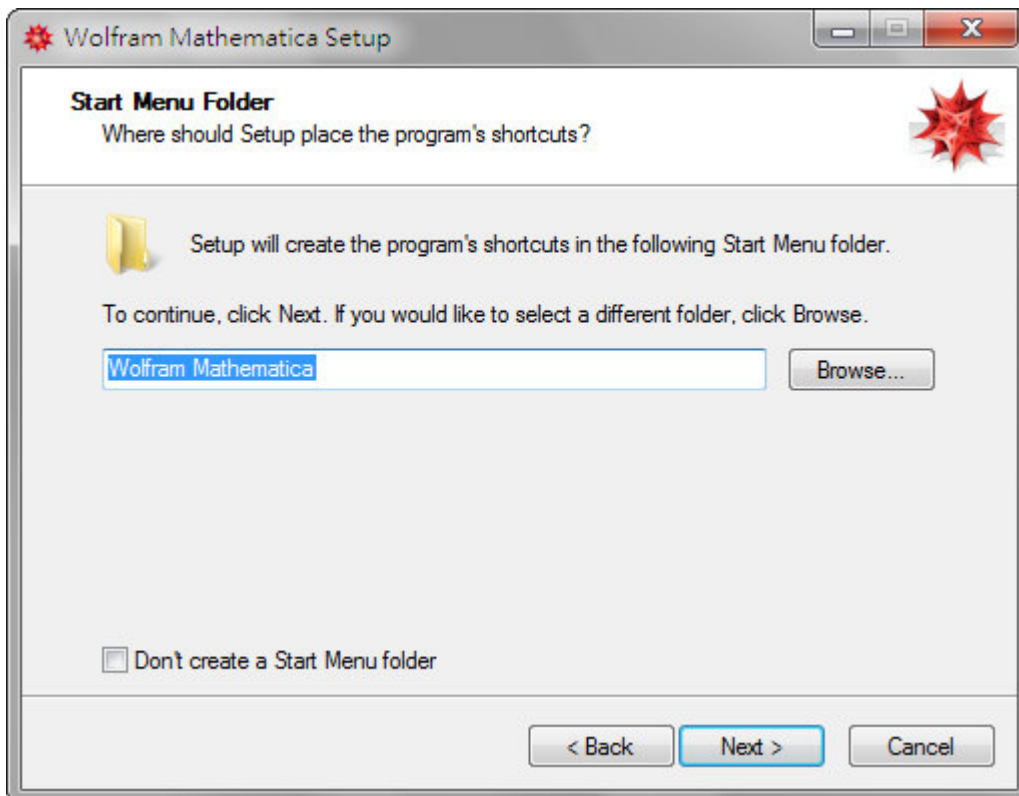 Wolfram Mathematica Setup
Start Menu Folder
Where should Setup place the program's shortcuts?
Setup will create the program's shortcuts in the following Start Menu folder.
To continue, click Next. If you would like to select a different folder, click Browse.
Wolfram Mathematica
Browse...
Don't create a Start Menu folder
< Back
Next >
Cancel